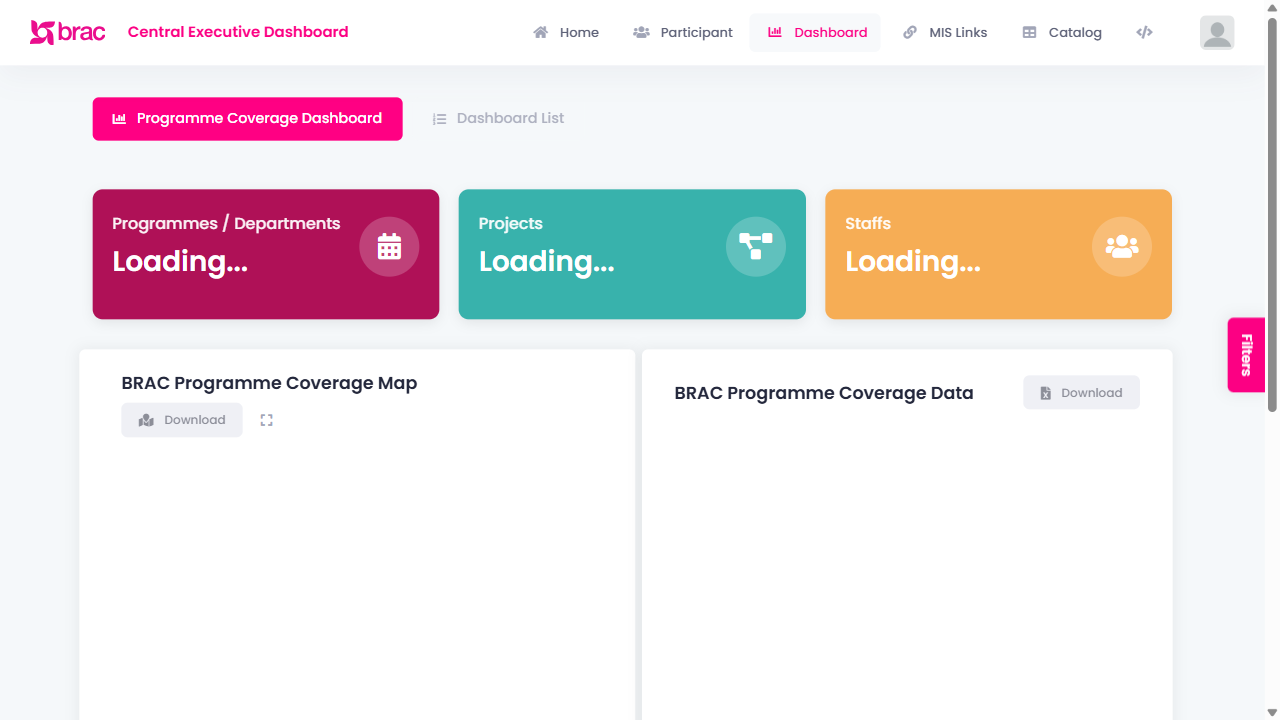 brac
Central Executive Dashboard
Home
Participant
Dashboard
MIS Links
Catalog
Programme Coverage Dashboard
Dashboard List
Programmes / Departments
Loading...
Projects
Loading...
Staffs
Loading...
Filters
BRAC Programme Coverage Map
Download
BRAC Programme Coverage Data
Download